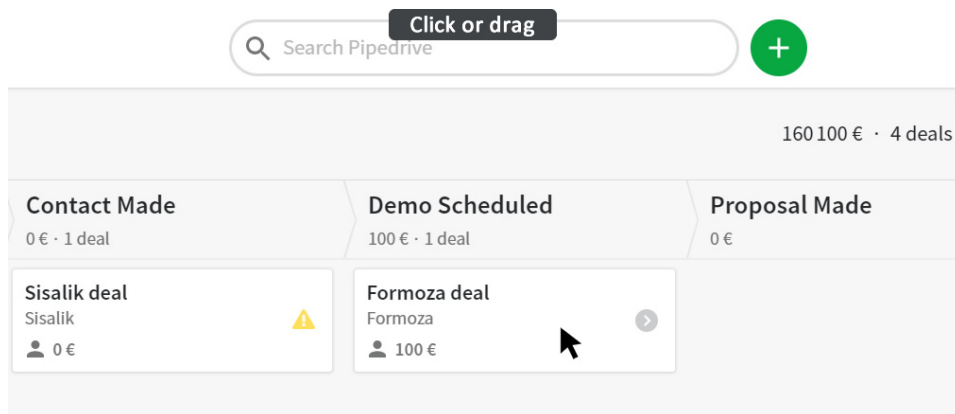 Click or drag
Search Pipedrive
160 100 € · 4 deals
Contact Made
0 € · 1 deal
Demo Scheduled
100 € · 1 deal
Proposal Made
0 €
Sisalik deal
Sisalik
0 €
Formoza deal
Formoza
100 €